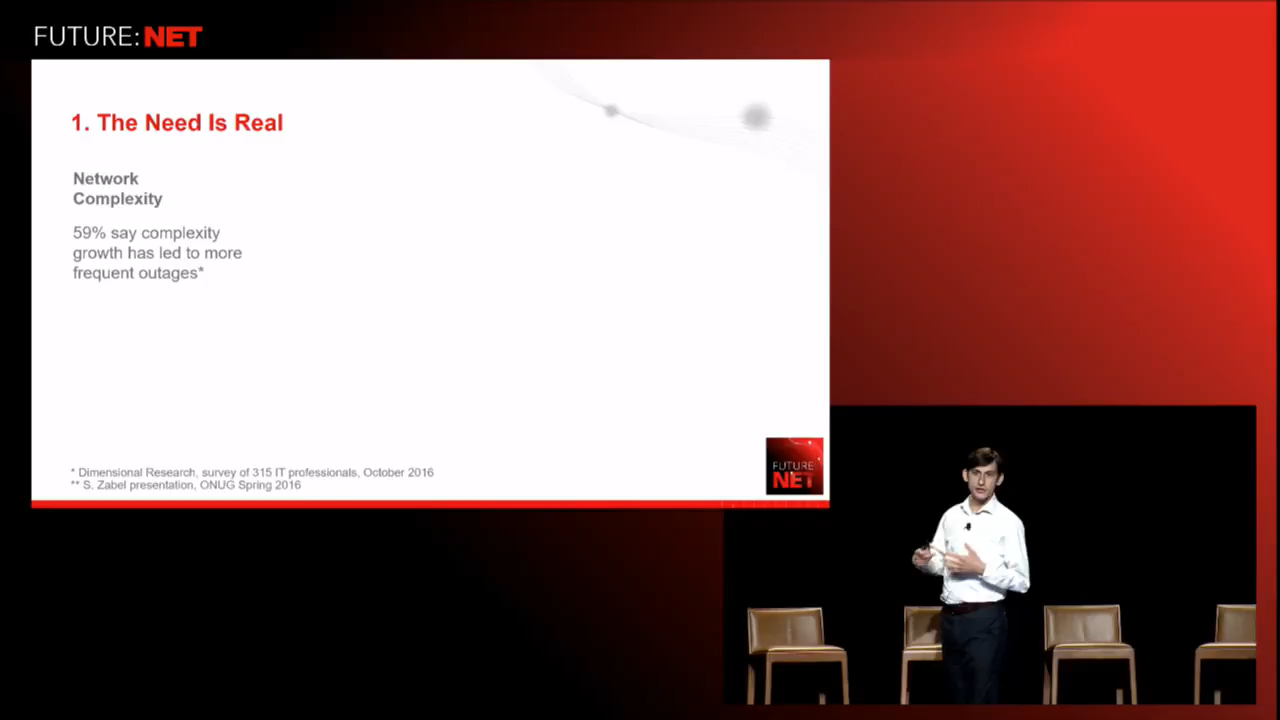 FUTURE:NET
1. The Need Is Real
Network
Complexity
59% say complexity
growth has led to more
frequent outages*
* Dimensional Research, survey of 315 IT professionals, October 2016
** S. Zabel presentation, ONUG Spring 2016
FUTURE:
NET